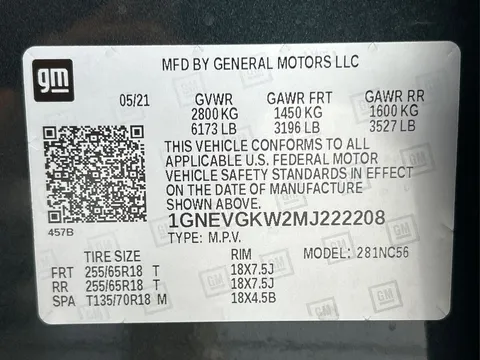 gm
MFD BY GENERAL MOTORS LLC
05/21 GVWR GAWR FRT GAWR RR
2800 KG 1450 KG 1600 KG
6173 LB 3196 LB 3527 LB
THIS VEHICLE CONFORMS TO ALL
APPLICABLE U.S. FEDERAL MOTOR
VEHICLE SAFETY STANDARDS IN EFFECT
ON THE DATE OF MANUFACTURE
SHOWN ABOVE.
1GNEVGKW2MJ222208
457B TYPE: M.P.V.
TIRE SIZE RIM MODEL: 281NC56
FRT 255/65R18 T 18X7.5J
RR 255/65R18 T 18X7.5J
SPA T135/70R18 M 18X4.5B